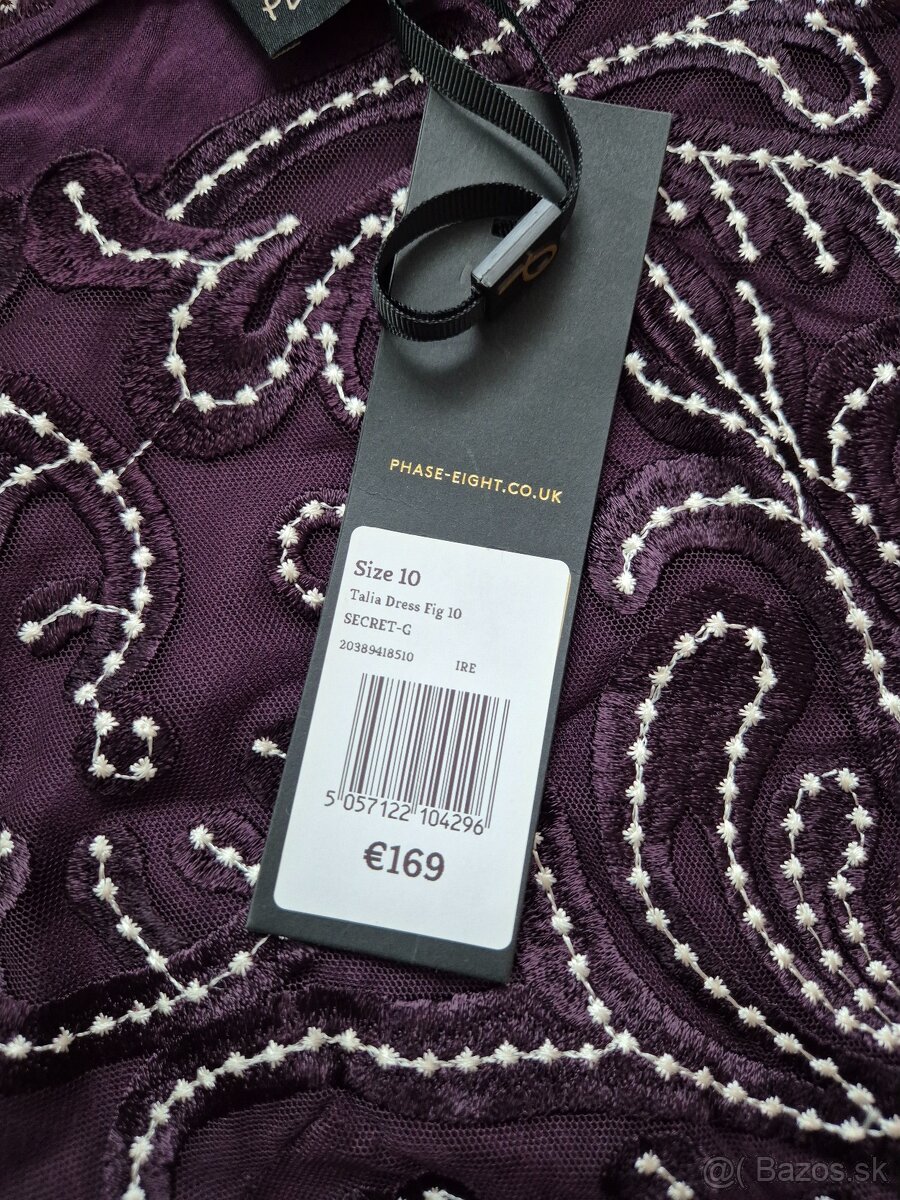 PHASE-EIGHT.CO.UK
Size 10
Talia Dress Fig 10
SECRET-G
20389418510 IRE
5 057122 104296
€169
@( Bazos.sk